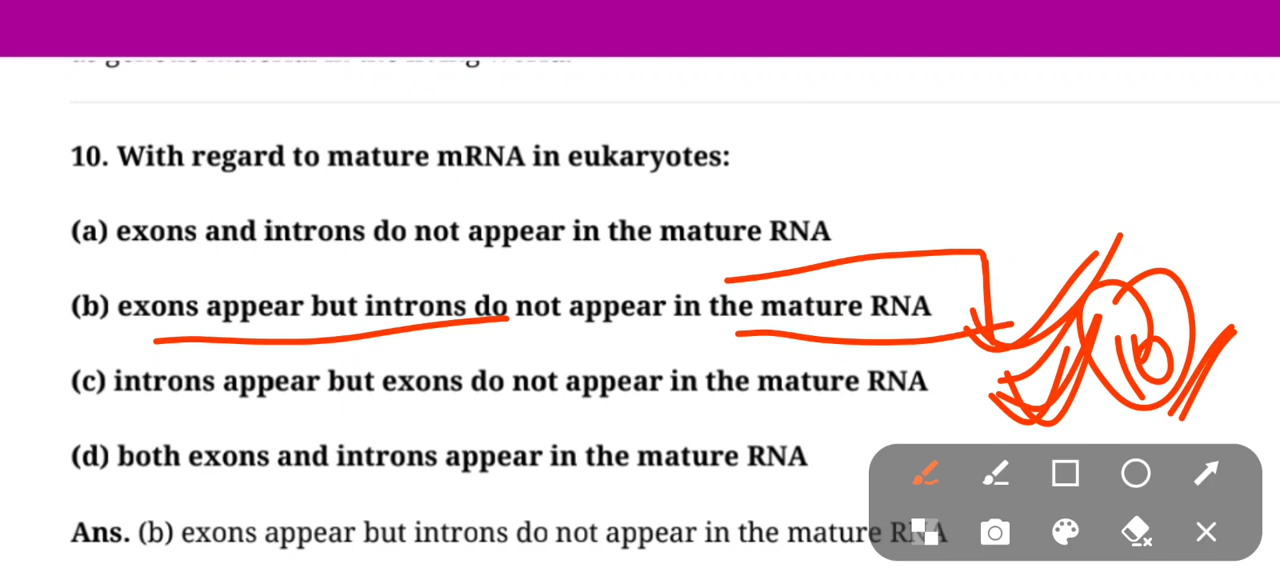 10. With regard to mature mRNA in eukaryotes:
(a) exons and introns do not appear in the mature RNA
(b) exons appear but introns do not appear in the mature RNA
(c) introns appear but exons do not appear in the mature RNA
(d) both exons and introns appear in the mature RNA
Ans. (b) exons appear but introns do not appear in the mature RNA
b